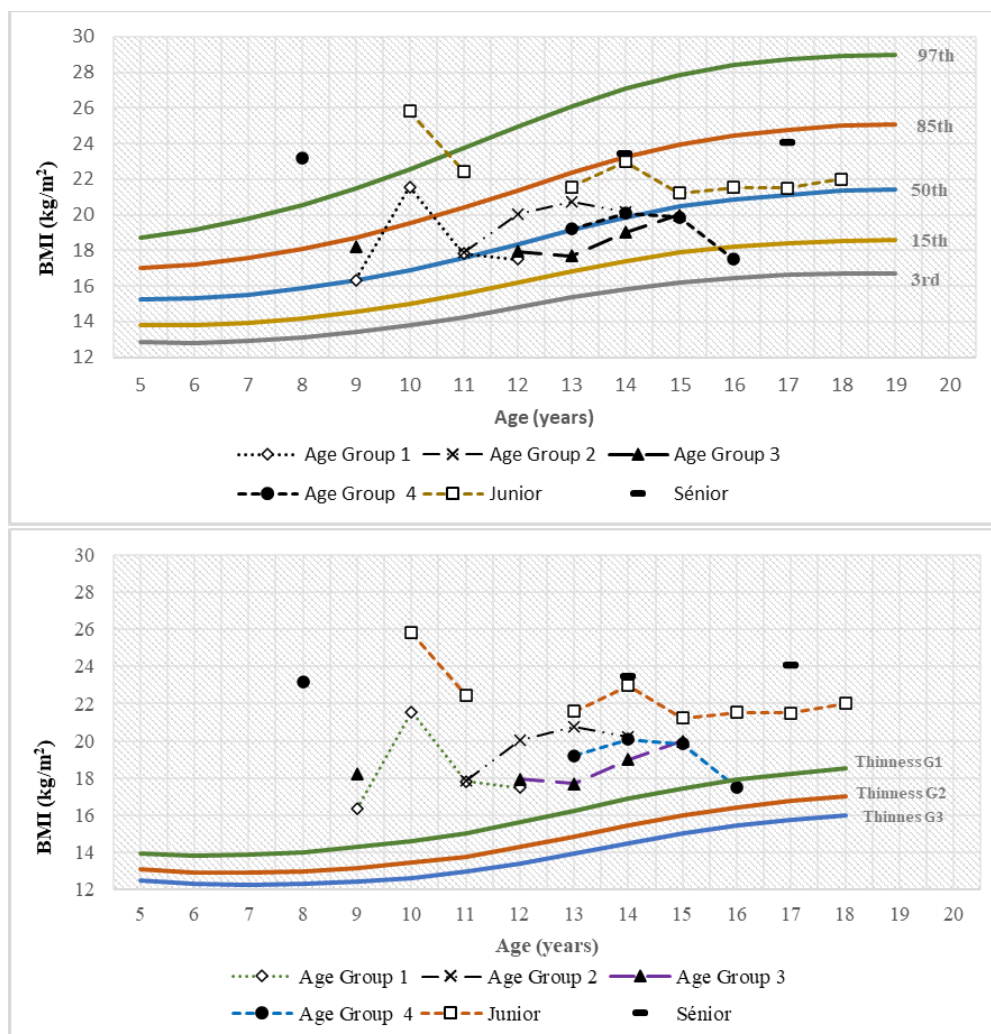 30
28
26
24
22
20
18
16
14
12
BMI (kg/m²)
97th
85th
50th
15th
3rd
5 6 7 8 9 10 11 12 13 14 15 16 17 18 19 20
Age (years)
Age Group 1 Age Group 2 Age Group 3
Age Group 4 Junior Sénior
30
28
26
24
22
20
18
16
14
12
BMI (kg/m²)
Thinness G1
Thinness G2
Thinnes G3
5 6 7 8 9 10 11 12 13 14 15 16 17 18 19 20
Age (years)
Age Group 1 Age Group 2 Age Group 3
Age Group 4 Junior Sénior